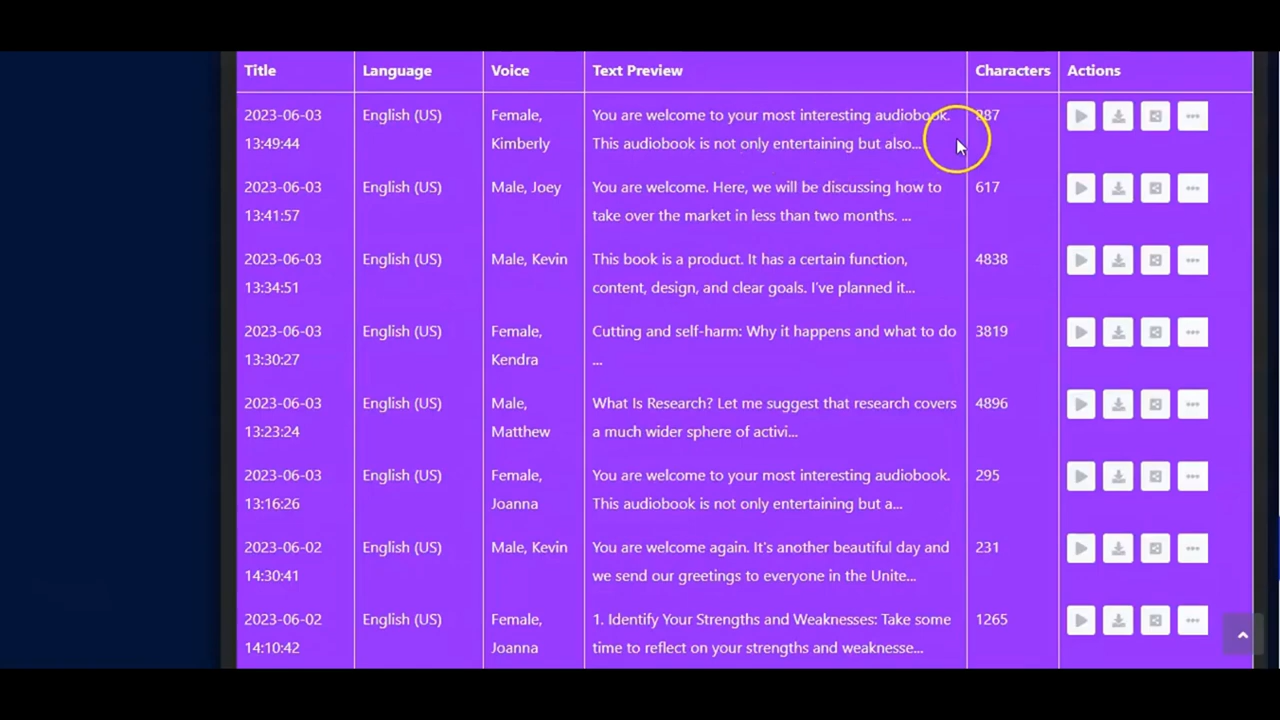 Title Language Voice Text Preview Characters Actions
2023-06-03 English (US) Female, You are welcome to your most interesting audiobook. 887
13:49:44 Kimberly This audiobook is not only entertaining but also...
2023-06-03 English (US) Male, Joey You are welcome. Here, we will be discussing how to 617
13:41:57 take over the market in less than two months. ...
2023-06-03 English (US) Male, Kevin This book is a product. It has a certain function, 4838
13:34:51 content, design, and clear goals. I've planned it...
2023-06-03 English (US) Female, Cutting and self-harm: Why it happens and what to do 3819
13:30:27 Kendra ...
2023-06-03 English (US) Male, What Is Research? Let me suggest that research covers 4896
13:23:24 Matthew a much wider sphere of activi...
2023-06-03 English (US) Female, You are welcome to your most interesting audiobook. 295
13:16:26 Joanna This audiobook is not only entertaining but a...
2023-06-02 English (US) Male, Kevin You are welcome again. It's another beautiful day and 231
14:30:41 we send our greetings to everyone in the Unite...
2023-06-02 English (US) Female, 1. Identify Your Strengths and Weaknesses: Take some 1265
14:10:42 Joanna time to reflect on your strengths and weaknesse...